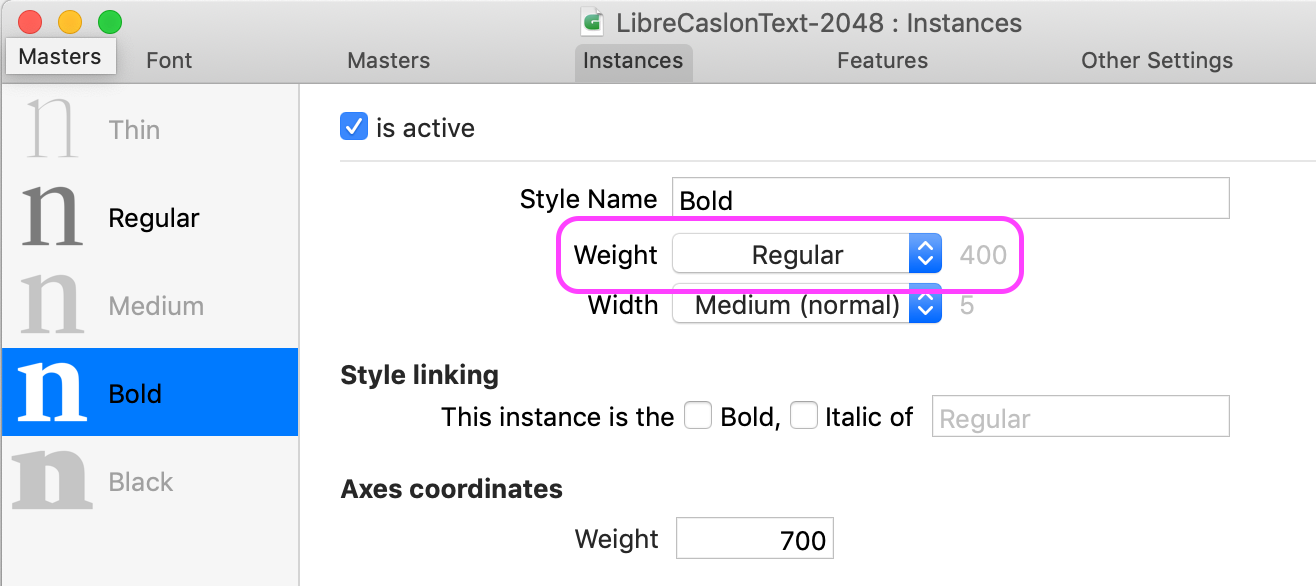 LibreCaslonText-2048 : Instances
Masters
Font
Masters
Instances
Features
Other Settings
n Thin
n Regular
n Medium
n Bold
n Black
is active
Style Name Bold
Weight Regular 400
Width Medium (normal) 5
Style linking
This instance is the Bold, Italic of Regular
Axes coordinates
Weight 700